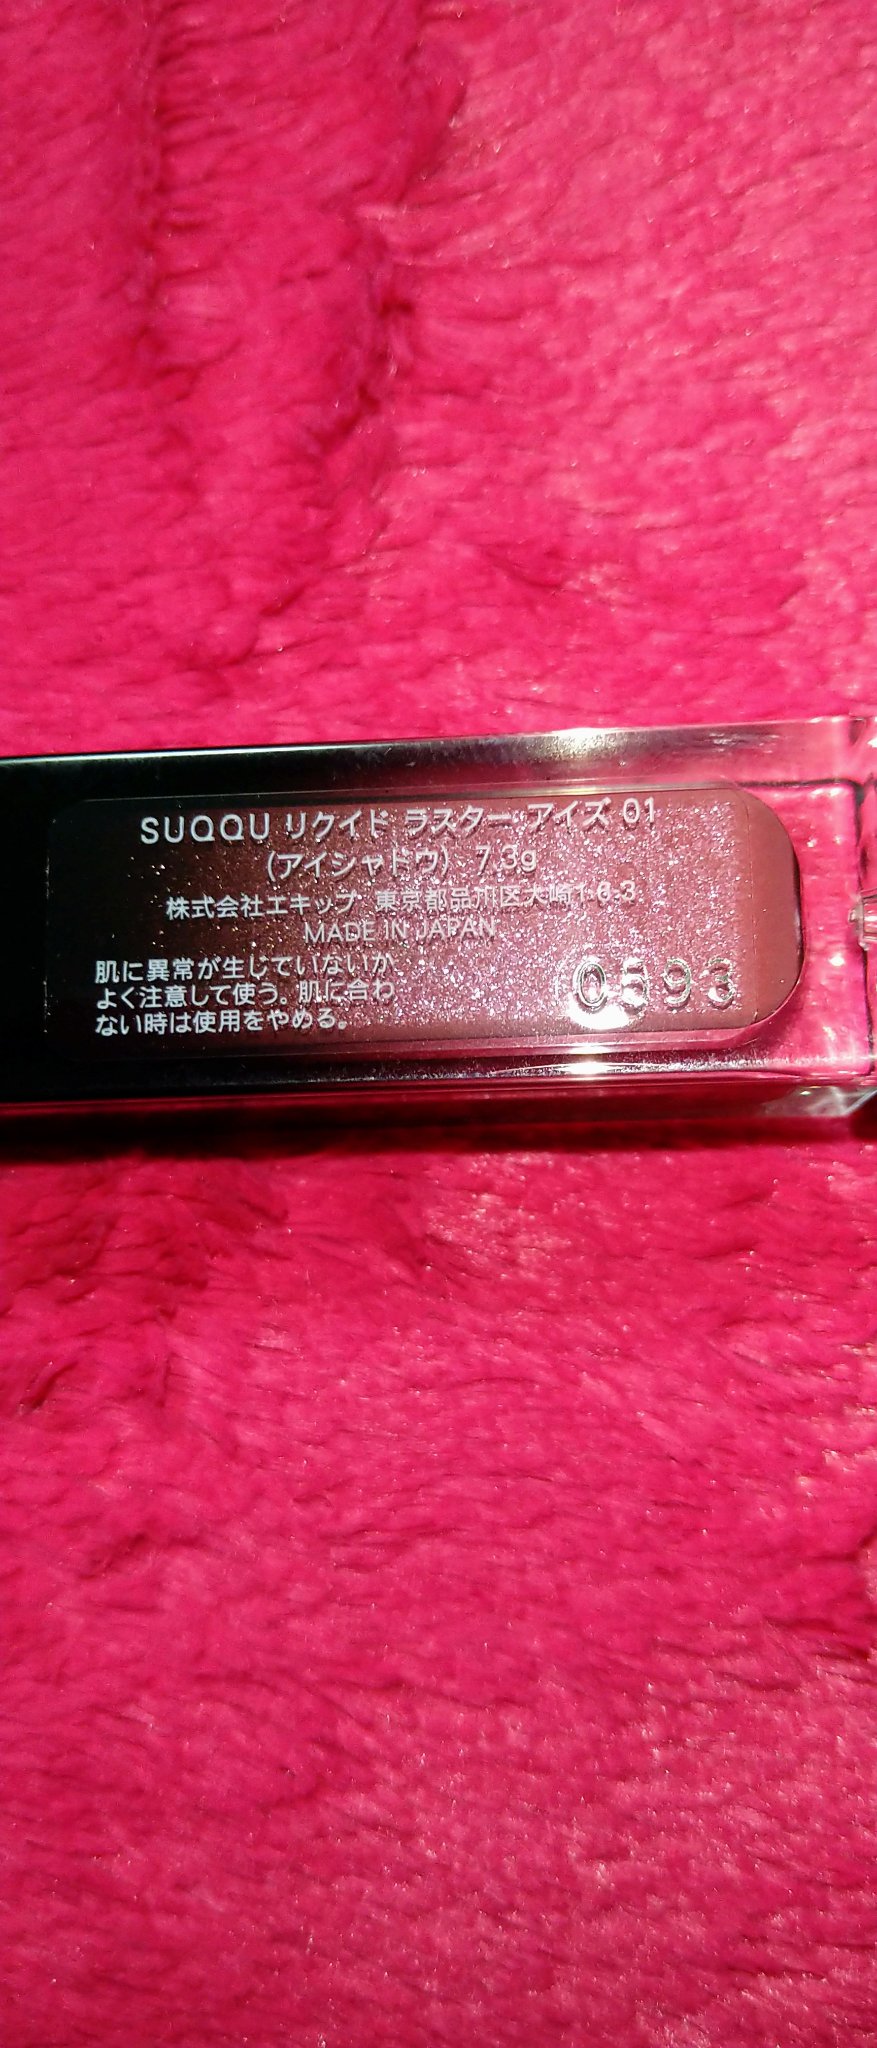 SUQQU リクイド ラスター アイズ 01
(アイシャドウ) 7.3g
株式会社エキップ 東京都品川区大崎1-6-3
MADE IN JAPAN
肌に異常が生じていないか
よく注意して使う。肌に合わ
ない時は使用をやめる。
0593